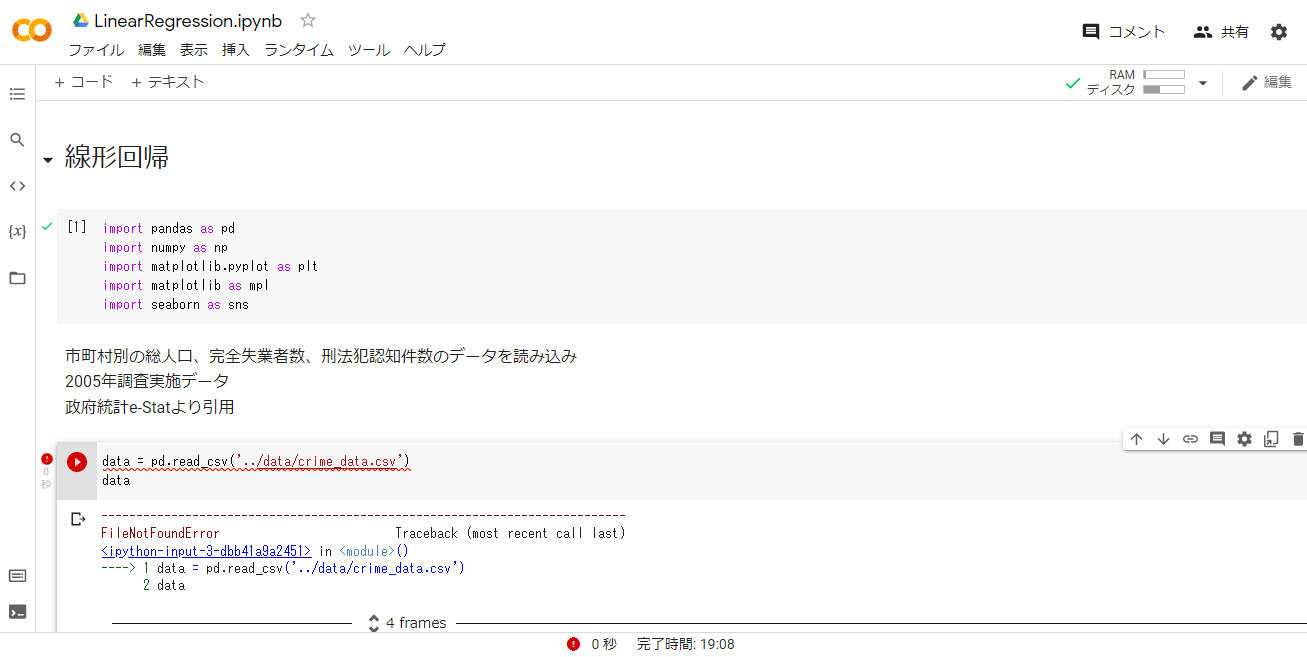 LinearRegression.ipynb
ファイル 編集 表示 挿入 ランタイム ツール ヘルプ
コメント 共有
+ コード + テキスト
RAM
ディスク
編集
線形回帰
[1]
import pandas as pd
import numpy as np
import matplotlib.pyplot as plt
import matplotlib as mpl
import seaborn as sns
市町村別の総人口、完全失業者数、刑法犯認知件数のデータを読み込み
2005年調査実施データ
政府統計e-Statより引用
0
秒
data = pd.read_csv('../data/crime_data.csv')
data
---------------------------------------------------------------------------
FileNotFoundError Traceback (most recent call last)
<ipython-input-3-dbb41a9a2451> in <module>()
----> 1 data = pd.read_csv('../data/crime_data.csv')
2 data
4 frames
0 秒 完了時間: 19:08